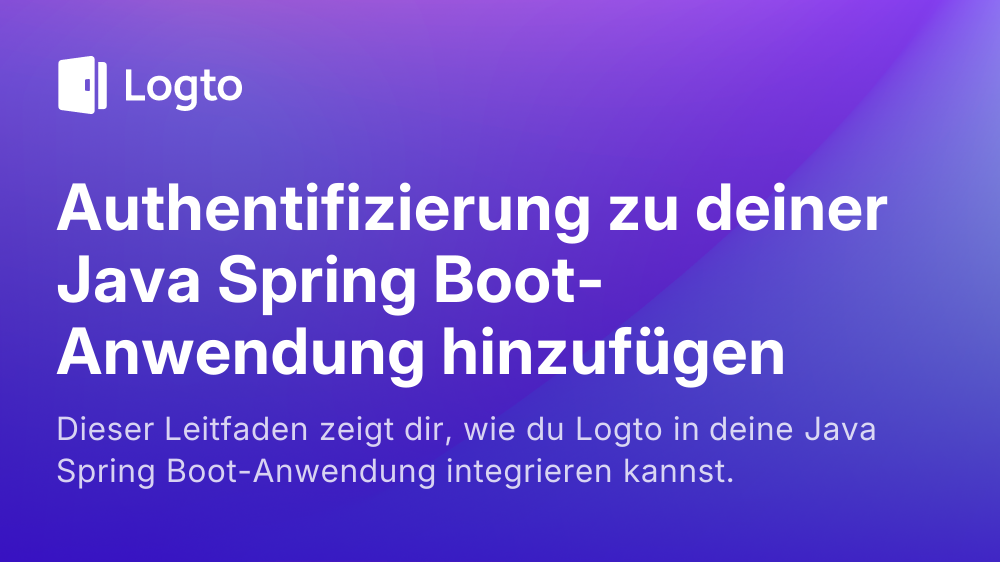 Logto
Authentifizierung zu deiner
Java Spring Boot-
Anwendung hinzufügen
Dieser Leitfaden zeigt dir, wie du Logto in deine Java
Spring Boot-Anwendung integrieren kannst.